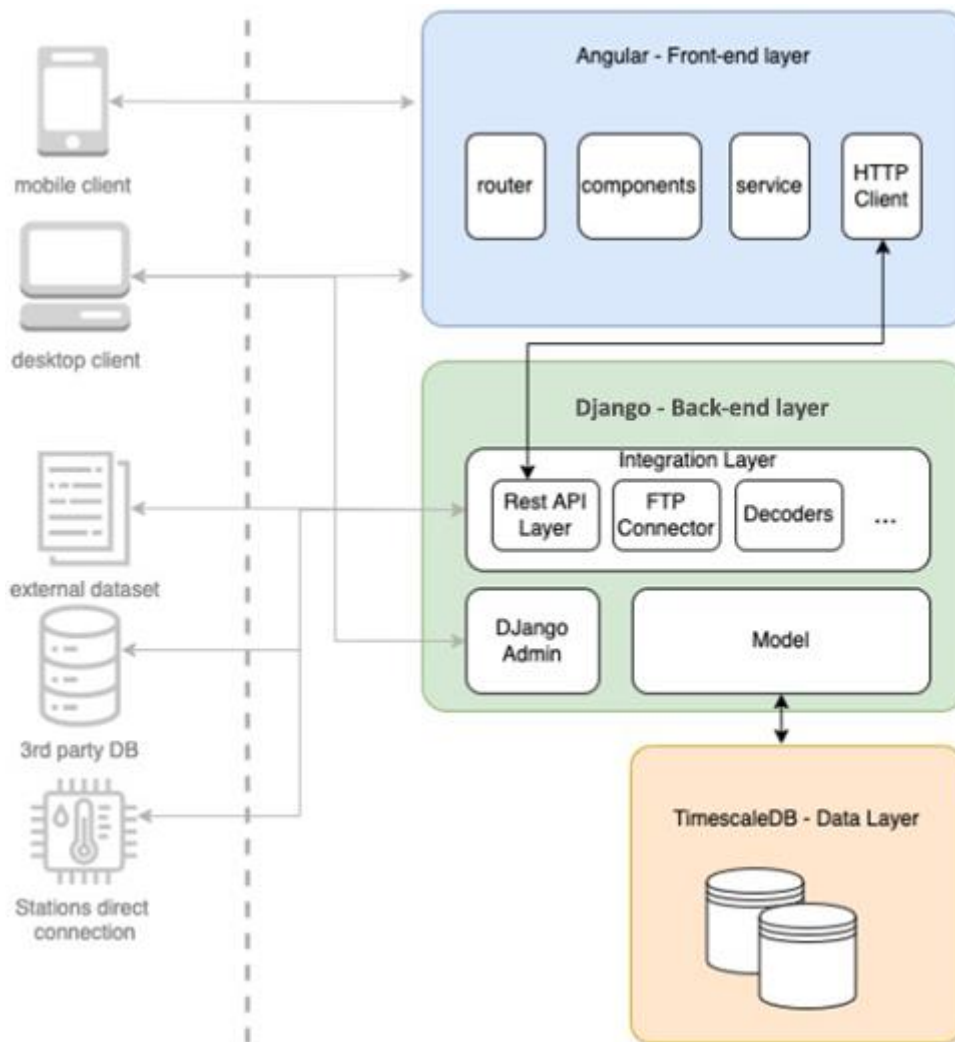 Angular - Front-end layer
mobile client
router
components
service
HTTP
Client
desktop client
Django - Back-end layer
Integration Layer
Rest API
Layer
FTP
Connector
Decoders
...
external dataset
DJango
Admin
Model
3rd party DB
TimescaleDB - Data Layer
Stations direct
connection